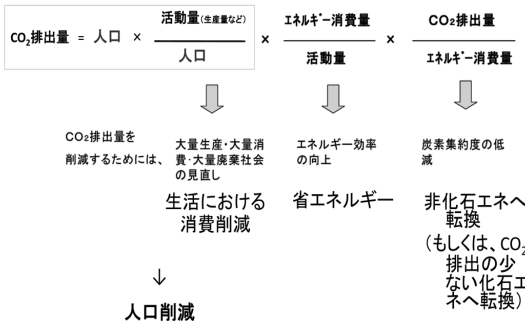 CO₂排出量 = 人口 × 活動量(生産量など)/人口 × エネルギー消費量/活動量 × CO₂排出量/エネルギー消費量
CO₂排出量を
削減するためには、
大量生産・大量消
費・大量廃棄社会
の見直し
生活における
消費削減
エネルギー効率
の向上
省エネルギー
炭素集約度の低
減
非化石エネへ
転換
(もしくは、CO₂
排出の少
ない化石エ
ネへ転換)
人口削減